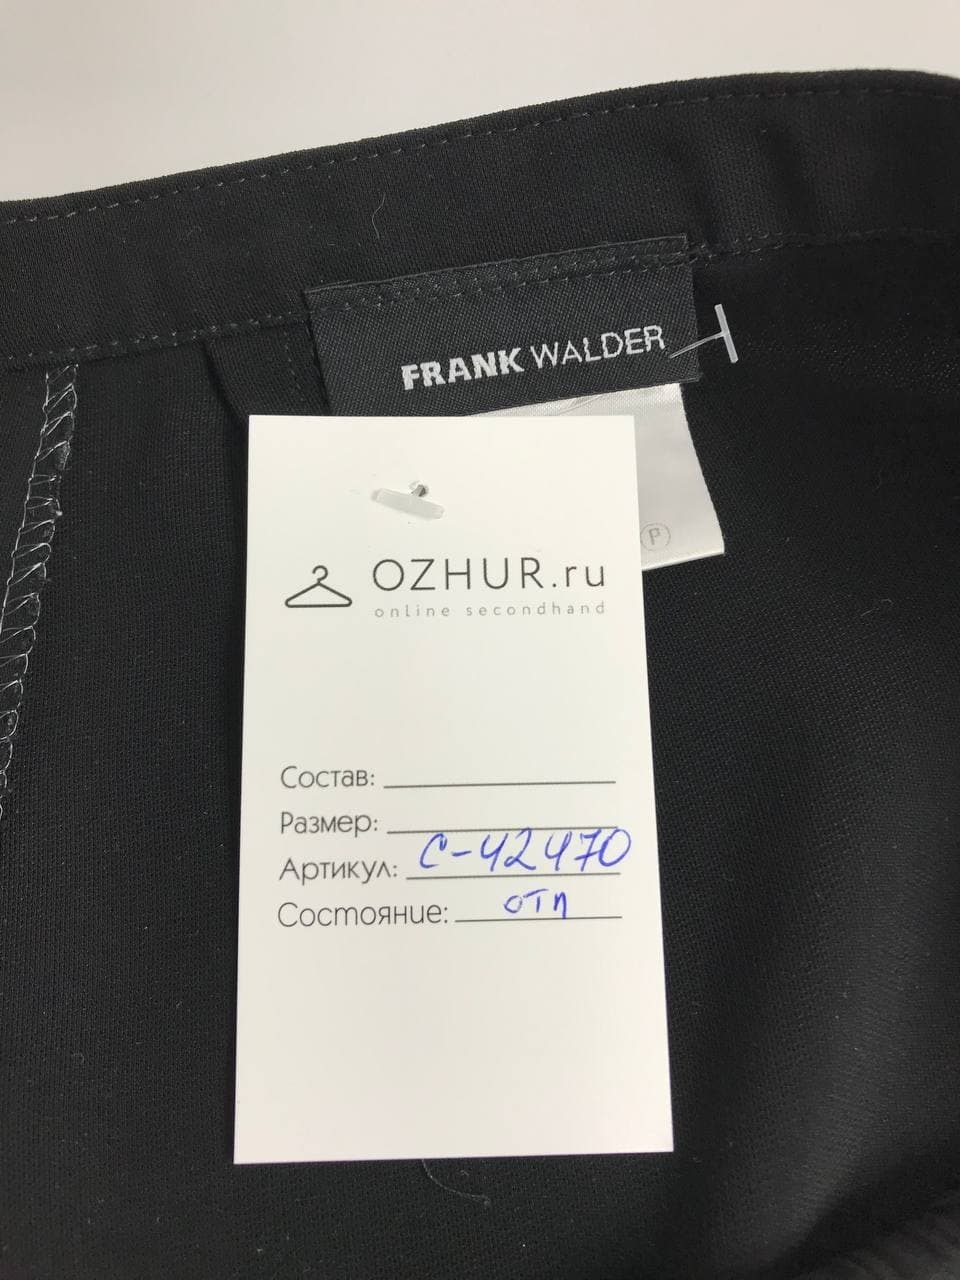 FRANK WALDER
P
OZHUR.ru
online secondhand
Состав:
Размер:
Артикул: С-42470
Состояние: отл